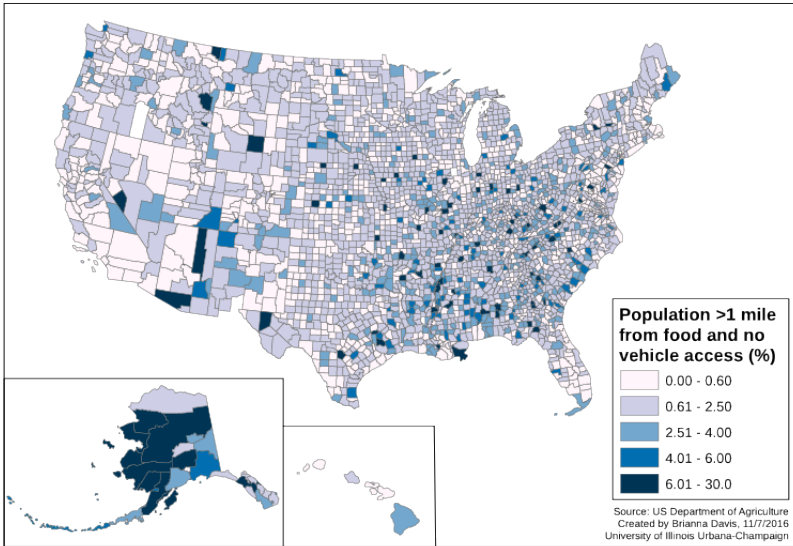 Population >1 mile
from food and no
vehicle access (%)
0.00 - 0.60
0.61 - 2.50
2.51 - 4.00
4.01 - 6.00
6.01 - 30.0
Source: US Department of Agriculture
Created by Brianna Davis, 11/7/2016
University of Illinois Urbana-Champaign